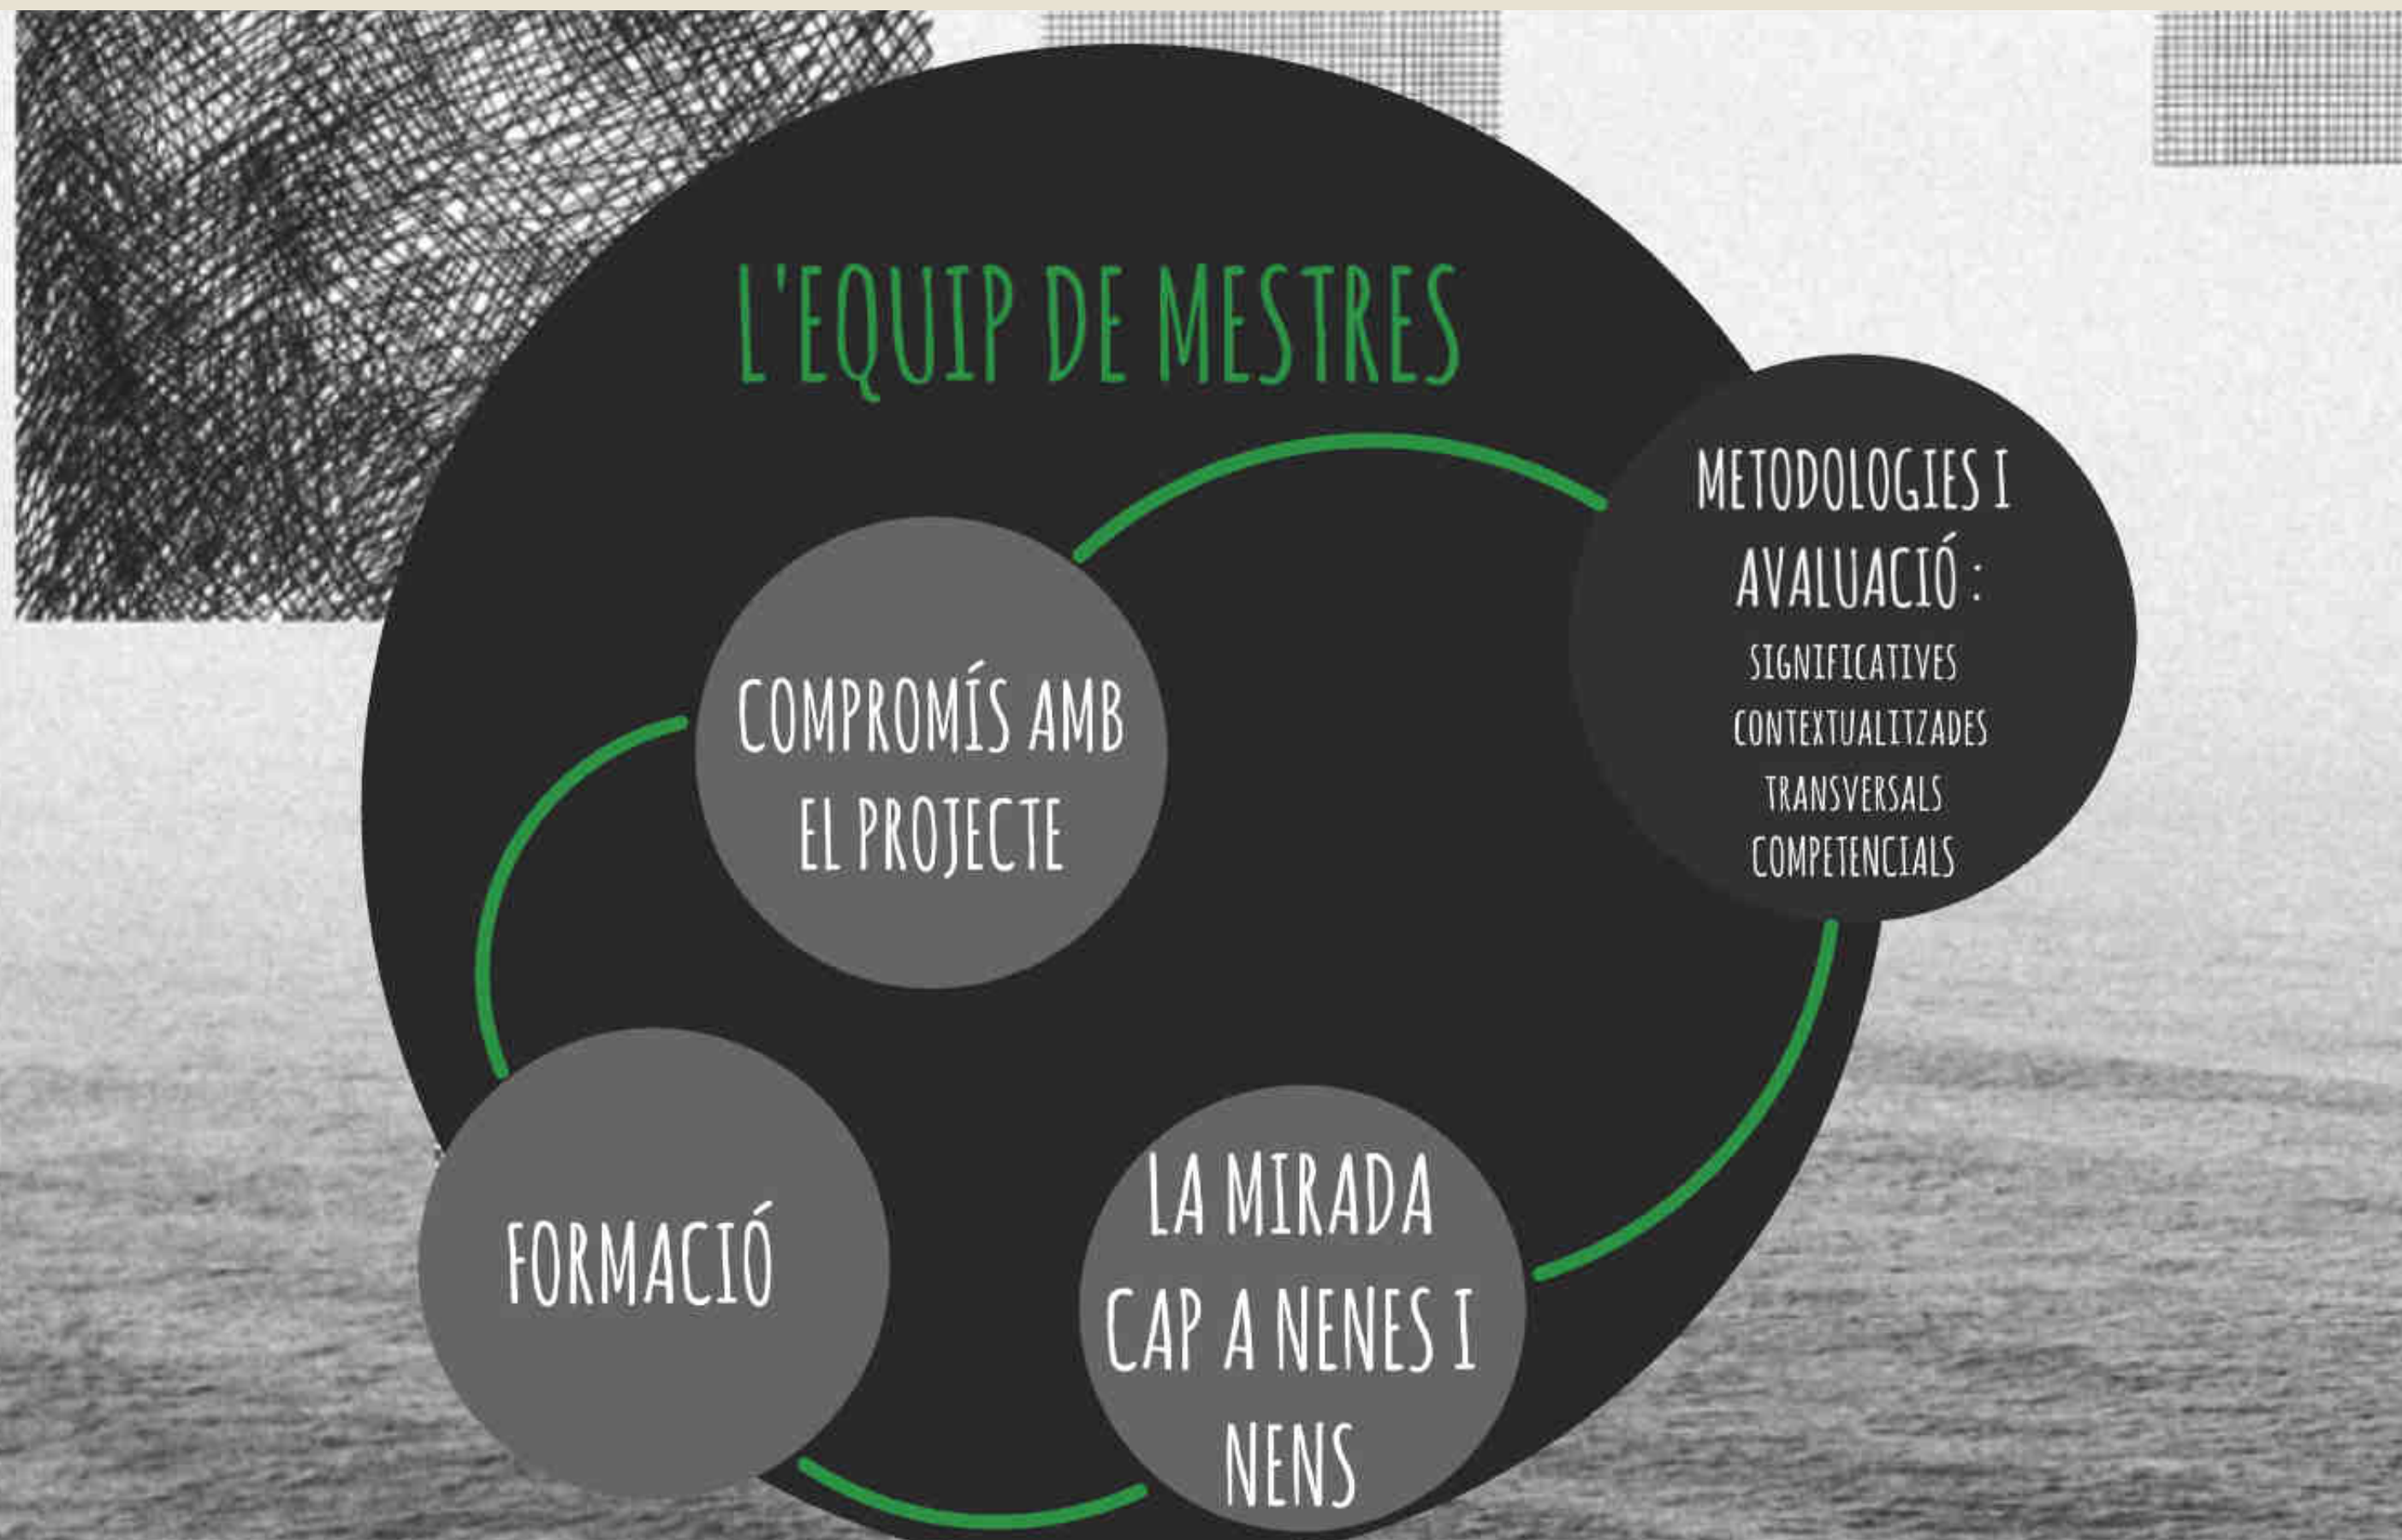 L'EQUIP DE MESTRES
COMPROMÍS AMB
EL PROJECTE
METODOLOGIES I
AVALUACIÓ :
SIGNIFICATIVES
CONTEXTUALITZADES
TRANSVERSALS
COMPETENCIALS
FORMACIÓ
LA MIRADA
CAP A NENES I
NENS